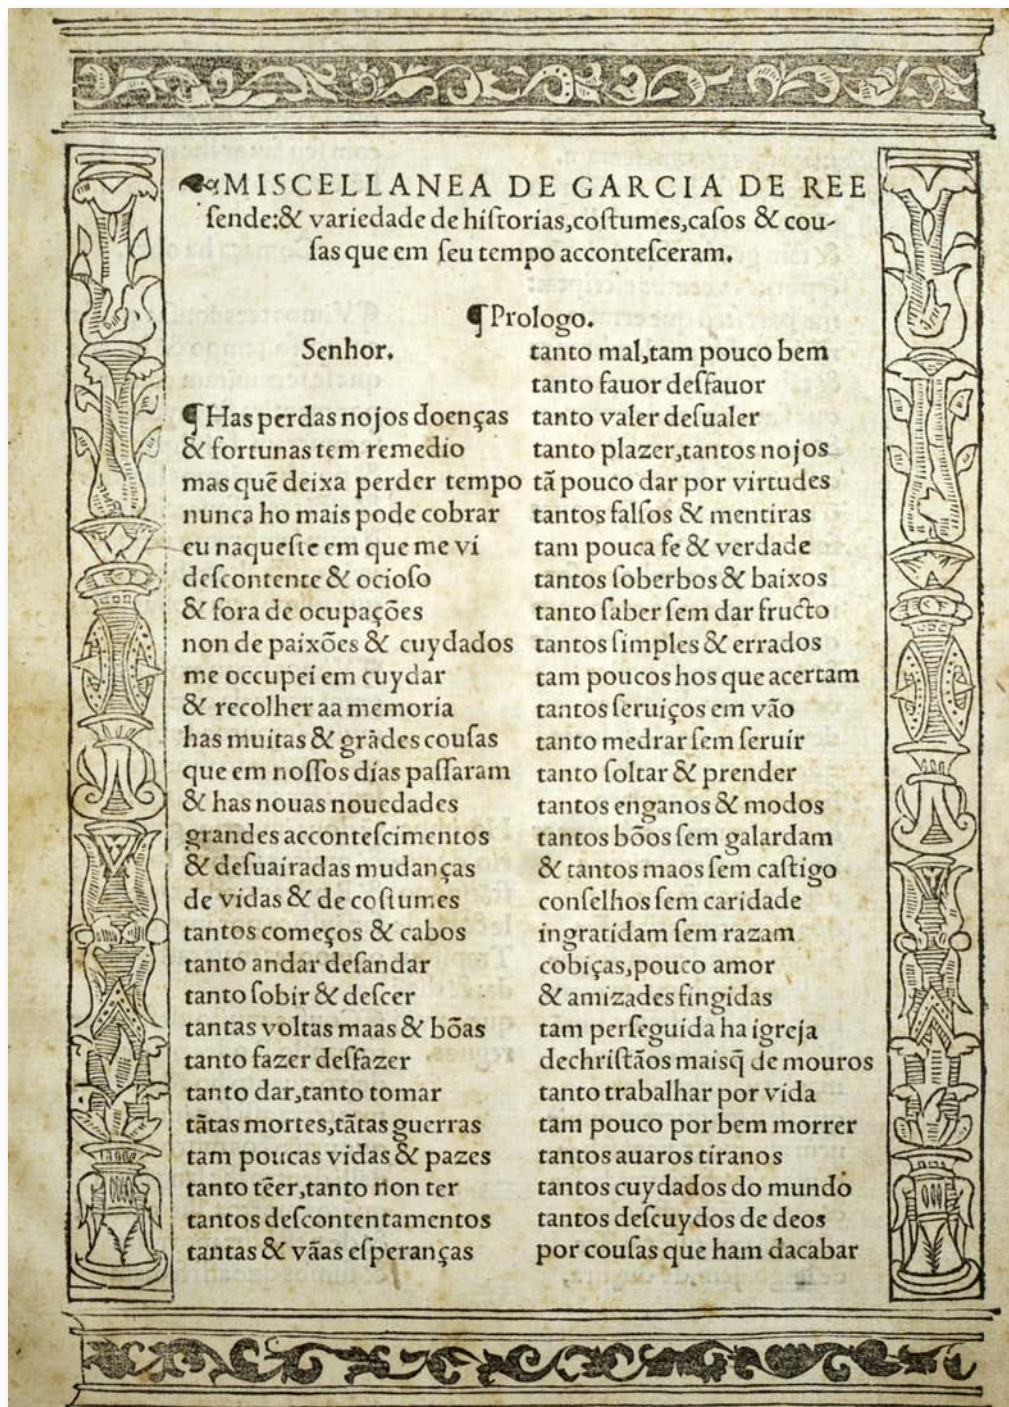 MISCELLANEA DE GARCIA DE REE
ſende:& variedade de hiſtorias,coſtumes,caſos & cou-
ſas que em ſeu tempo acconteſceram.
¶Prologo.
Senhor.
¶Has perdas nojos doenças
& fortunas tem remedio
mas quẽ deixa perder tempo
nunca ho mais pode cobrar
eu naqueſte em que me vi
deſcontente & ocioſo
& fora de ocupações
non de paixões & cuydados
me occupei em cuydar
& recolher aa memoria
has muitas & grãdes couſas
que em noſſos dias paſſaram
& has nouas nouedades
grandes acconteſcimentos
& deſuairadas mudanças
de vidas & de coſtumes
tantos começos & cabos
tanto andar deſandar
tanto ſobir & deſcer
tantas voltas maas & bõas
tanto fazer desfazer
tanto dar,tanto tomar
tãtas mortes,tãtas guerras
tam poucas vidas & pazes
tanto tẽer,tanto non ter
tantos deſcontentamentos
tantas & vãas eſperanças
tanto mal,tam pouco bem
tanto fauor desfauor
tanto valer deſualer
tanto plazer,tantos nojos
tã pouco dar por virtudes
tantos falſos & mentiras
tam pouca fe & verdade
tantos ſoberbos & baixos
tanto ſaber ſem dar fructo
tantos ſimples & errados
tam poucos hos que acertam
tantos ſeruiços em vão
tanto medrar ſem ſeruir
tanto ſoltar & prender
tantos enganos & modos
tantos bõos ſem galardam
& tantos maos ſem caſtigo
conſelhos ſem caridade
ingratidam ſem razam
cobiças,pouco amor
& amizades fingidas
tam perſeguida ha igreja
dechriſtãos maisq̃ de mouros
tanto trabalhar por vida
tam pouco por bem morrer
tantos auaros tiranos
tantos cuydados do mundo
tantos deſcuydos de deos
por couſas que ham dacabar